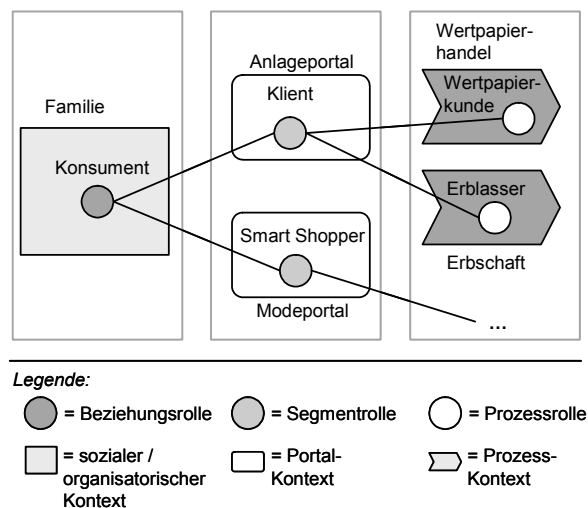 Familie
Konsument
Anlageportal
Klient
Smart Shopper
Modeportal
Wertpapier-
handel
Wertpapier-
kunde
Erblasser
Erbschaft
...
Legende:
= Beziehungsrolle
= Segmentrolle
= Prozessrolle
= sozialer /
organisatorischer
Kontext
= Portal-
Kontext
= Prozess-
Kontext